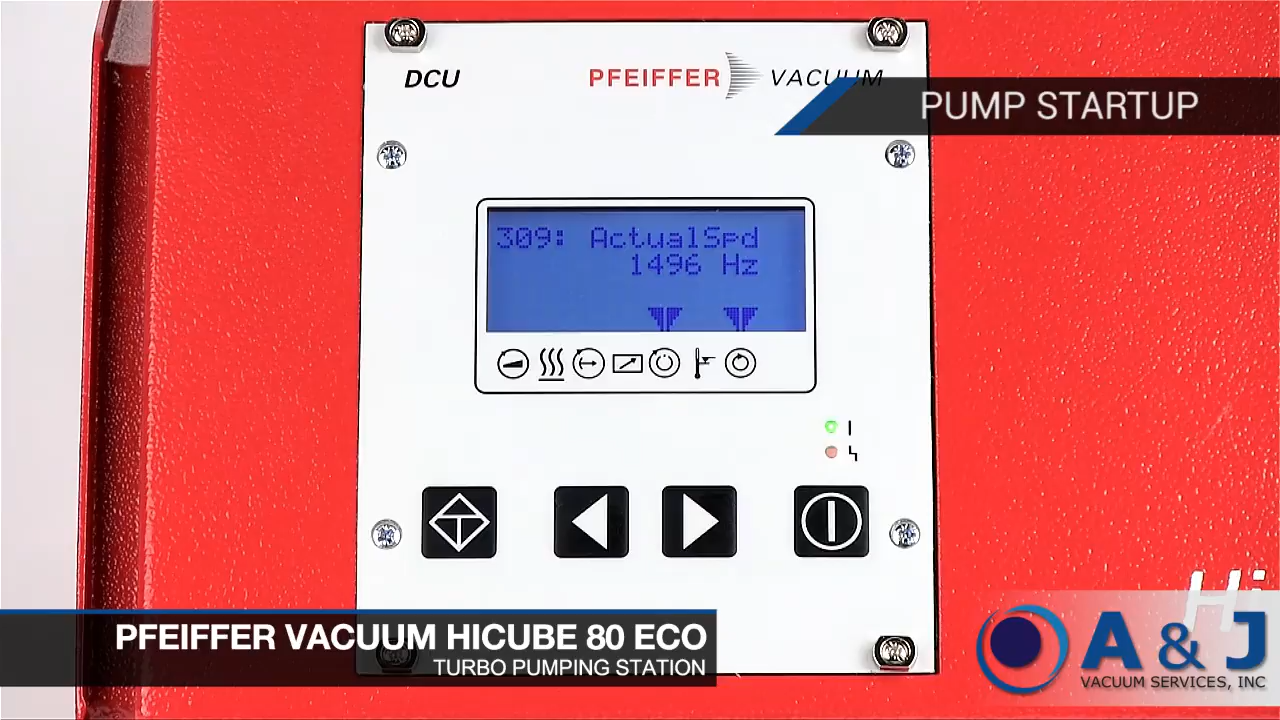 DCU
PFEIFFER VACUUM
PUMP STARTUP
309: ActualSpd
1496 Hz
Hi
PFEIFFER VACUUM HICUBE 80 ECO
TURBO PUMPING STATION
A & J
VACUUM SERVICES, INC